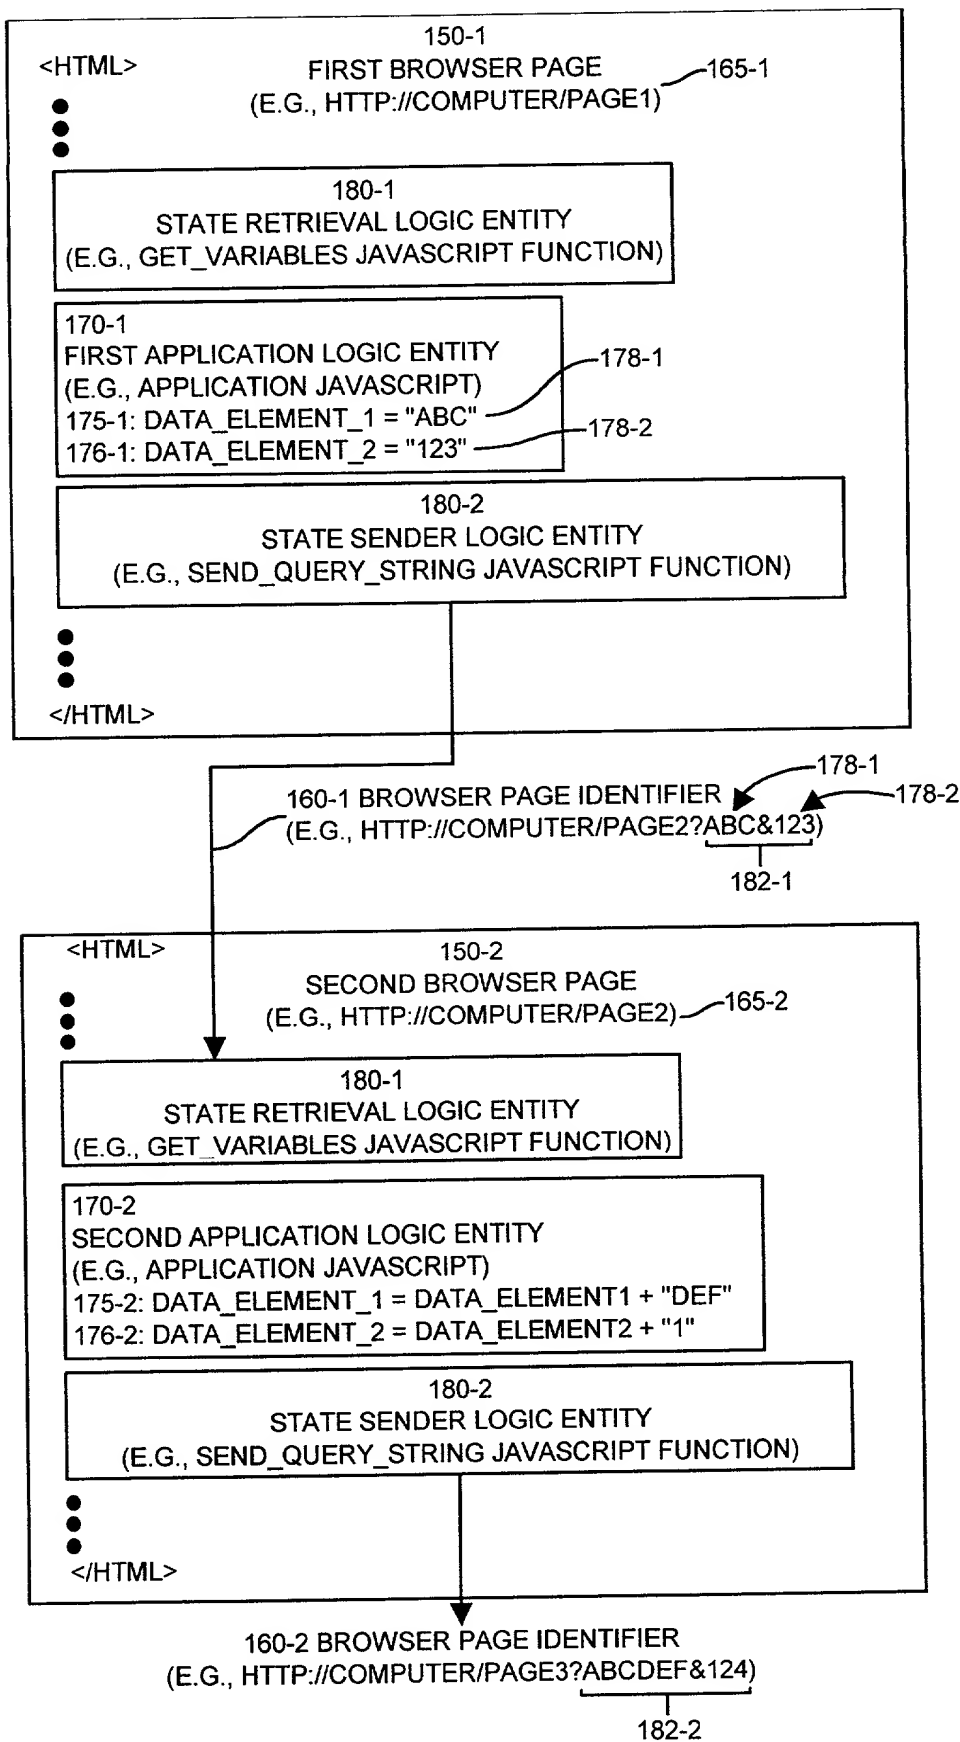 150-1
<HTML>
FIRST BROWSER PAGE
165-1
(E.G., HTTP://COMPUTER/PAGE1)
180-1
STATE RETRIEVAL LOGIC ENTITY
(E.G., GET_VARIABLES JAVASCRIPT FUNCTION)
170-1
FIRST APPLICATION LOGIC ENTITY
178-1
(E.G., APPLICATION JAVASCRIPT)
175-1: DATA_ELEMENT_1 = "ABC"
178-2
176-1: DATA_ELEMENT_2 = "123"
180-2
STATE SENDER LOGIC ENTITY
(E.G., SEND_QUERY_STRING JAVASCRIPT FUNCTION)
</HTML>
178-1
178-2
160-1 BROWSER PAGE IDENTIFIER
(E.G., HTTP://COMPUTER/PAGE2?ABC&123)
182-1
<HTML>
150-2
SECOND BROWSER PAGE
165-2
(E.G., HTTP://COMPUTER/PAGE2)
180-1
STATE RETRIEVAL LOGIC ENTITY
(E.G., GET_VARIABLES JAVASCRIPT FUNCTION)
170-2
SECOND APPLICATION LOGIC ENTITY
(E.G., APPLICATION JAVASCRIPT)
175-2: DATA_ELEMENT_1 = DATA_ELEMENT1 + "DEF"
176-2: DATA_ELEMENT_2 = DATA_ELEMENT2 + "1"
180-2
STATE SENDER LOGIC ENTITY
(E.G., SEND_QUERY_STRING JAVASCRIPT FUNCTION)
</HTML>
160-2 BROWSER PAGE IDENTIFIER
(E.G., HTTP://COMPUTER/PAGE3?ABCDEF&124)
182-2